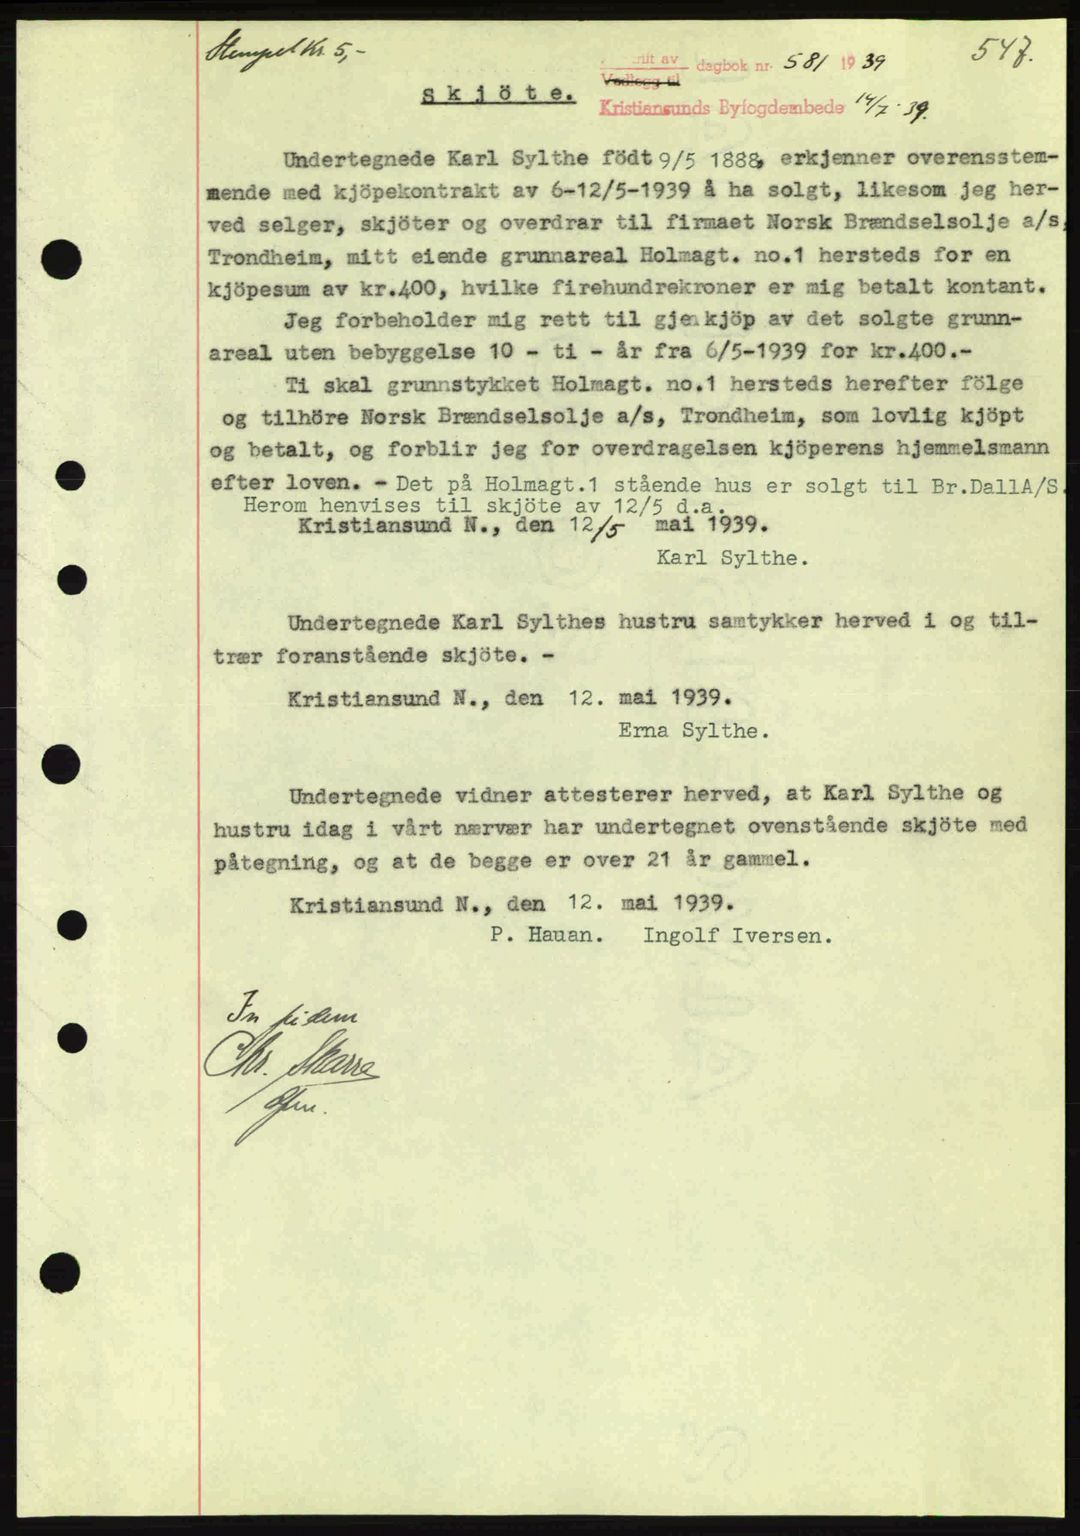 Stempel Kr. 5,-
547.
av dagbok nr. 581 1939
Vedlegg til
Kristiansunds Byfogdembede 14/7-39.
skjöte.
Undertegnede Karl Sylthe födt 9/5 1888, erkjenner overensstem-
mende med kjöpekontrakt av 6-12/5-1939 å ha solgt, likesom jeg her-
ved selger, skjöter og overdrar til firmaet Norsk Brændselsolje a/s,
Trondheim, mitt eiende grunnareal Holmagt. no.1 hersteds for en
kjöpesum av kr.400, hvilke firehundrekroner er mig betalt kontant.
Jeg forbeholder mig rett til gjenkjöp av det solgte grunn-
areal uten bebyggelse 10 - ti - år fra 6/5-1939 for kr.400.-
Ti skal grunnstykket Holmagt. no.1 hersteds herefter fölge
og tilhöre Norsk Brændselsolje a/s, Trondheim, som lovlig kjöpt
og betalt, og forblir jeg for overdragelsen kjöperens hjemmelsmann
efter loven. - Det på Holmagt.1 stående hus er solgt til Br.DallA/S.
Herom henvises til skjöte av 12/5 d.a.
Kristiansund N., den 12/5 mai 1939.
Karl Sylthe.
Undertegnede Karl Sylthes hustru samtykker herved i og til-
trær foranstående skjöte. -
Kristiansund N., den 12. mai 1939.
Erna Sylthe.
Undertegnede vidner attesterer herved, at Karl Sylthe og
hustru idag i vårt nærvær har undertegnet ovenstående skjöte med
påtegning, og at de begge er over 21 år gammel.
Kristiansund N., den 12. mai 1939.
P. Hauan. Ingolf Iversen.
In fidem
Chr. Skarre